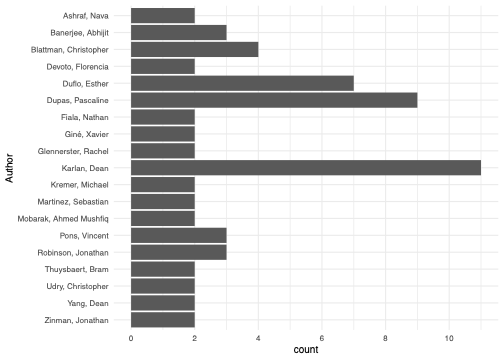 Ashraf, Nava
Banerjee, Abhijit
Blattman, Christopher
Devoto, Florencia
Duflo, Esther
Dupas, Pascaline
Fiala, Nathan
Giné, Xavier
Glennerster, Rachel
Karlan, Dean
Kremer, Michael
Martinez, Sebastian
Mobarak, Ahmed Mushfiq
Pons, Vincent
Robinson, Jonathan
Thuysbaert, Bram
Udry, Christopher
Yang, Dean
Zinman, Jonathan
Author
0 2 4 6 8 10
count